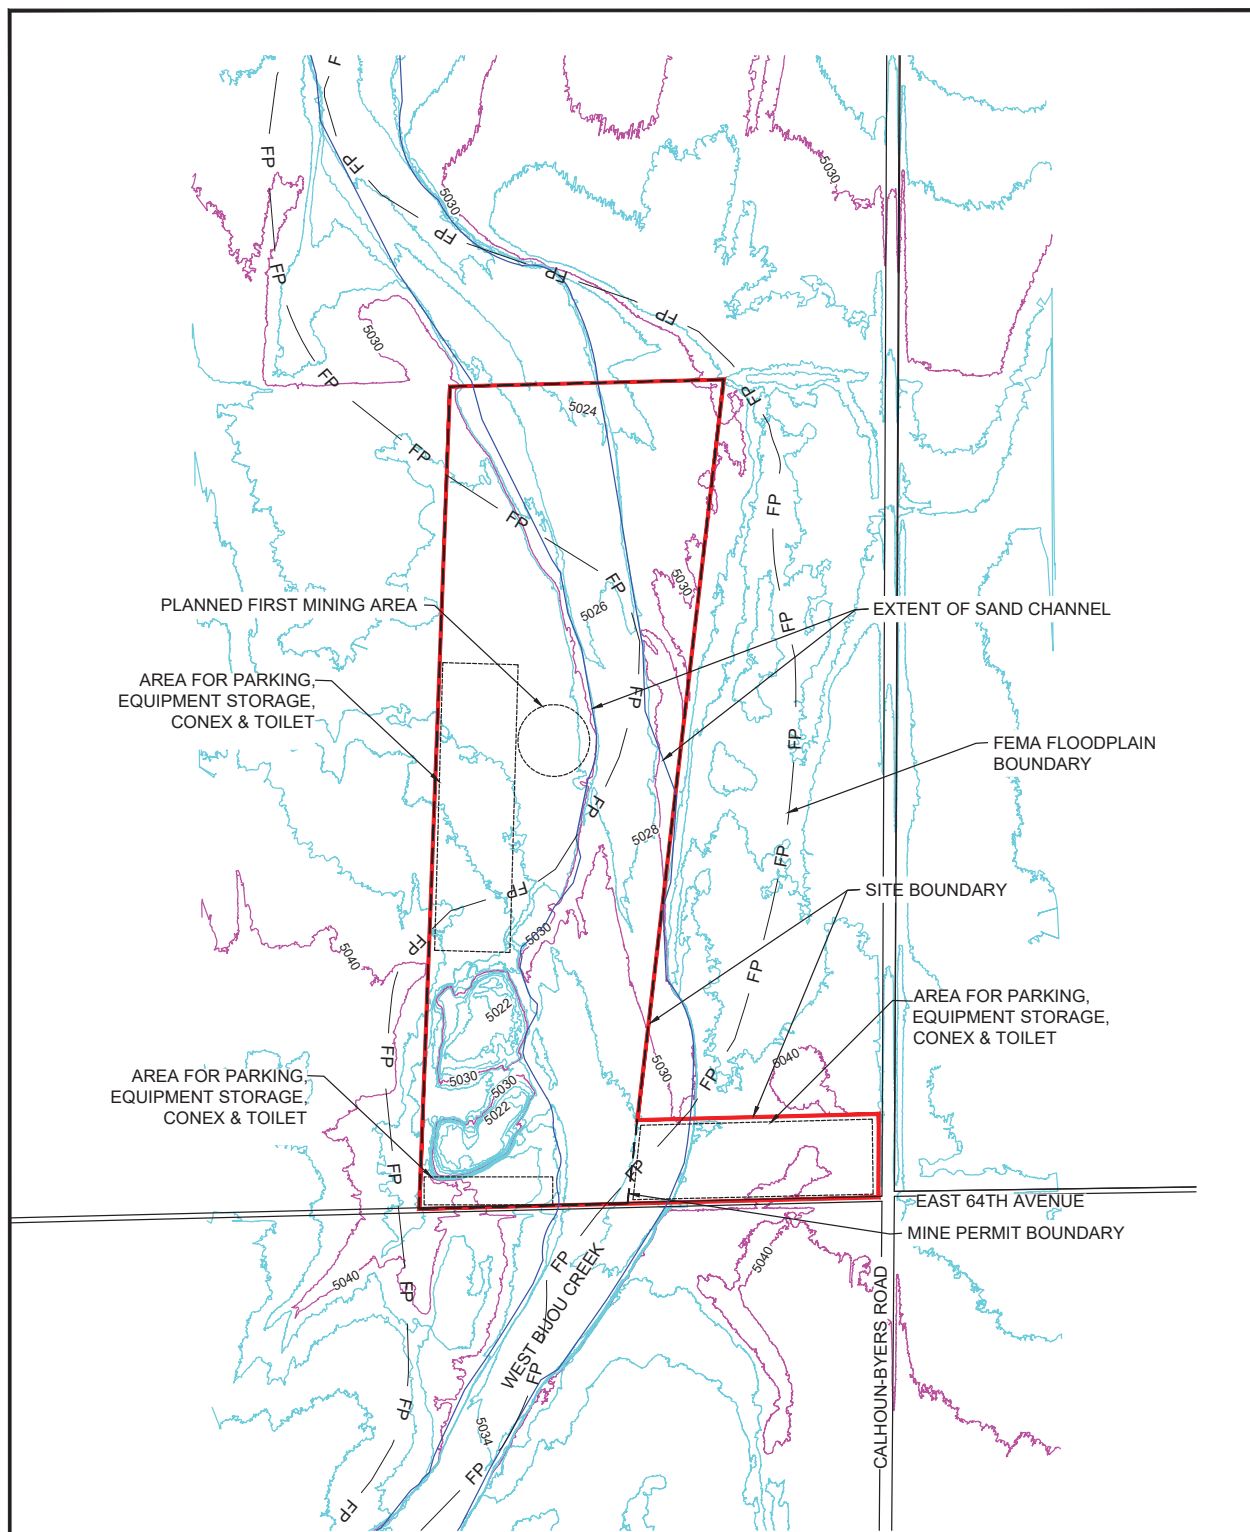 F
FP
FP
5030
5030
FP
FP
FP
FP
5030
FP
FP
5024
FP
FP
FP
5030
FP
PLANNED FIRST MINING AREA
5026
FP
EXTENT OF SAND CHANNEL
AREA FOR PARKING,
EQUIPMENT STORAGE,
CONEX & TOILET
FP
FP
FEMA FLOODPLAIN
BOUNDARY
FP
5028
FP
FP
SITE BOUNDARY
5030
FP
5040
FP
AREA FOR PARKING,
EQUIPMENT STORAGE,
CONEX & TOILET
5022
FP
5030
5030
5030
5040
FP
AREA FOR PARKING,
EQUIPMENT STORAGE,
CONEX & TOILET
5022
FP
FP
EAST 64TH AVENUE
MINE PERMIT BOUNDARY
FP
5040
FP
5040
WEST BIJOU CREEK
CALHOUN-BYERS ROAD
FP
FP
5034
FP
FP